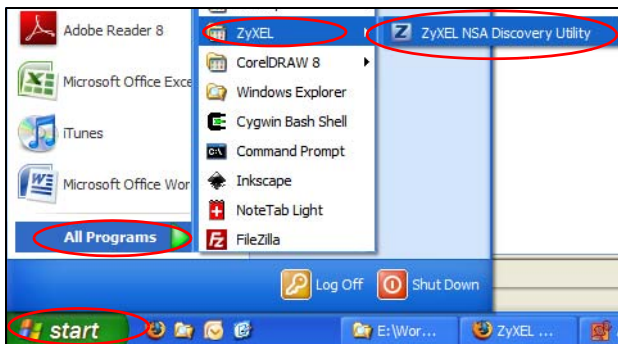 Adobe Reader 8
Microsoft Office Exce
iTunes
Microsoft Office Wor
All Programs
ZyXEL
CorelDRAW 8
Windows Explorer
Cygwin Bash Shell
Command Prompt
Inkscape
NoteTab Light
FileZilla
ZyXEL NSA Discovery Utility
Log Off
Shut Down
start
E:\Wor...
ZyXEL ...